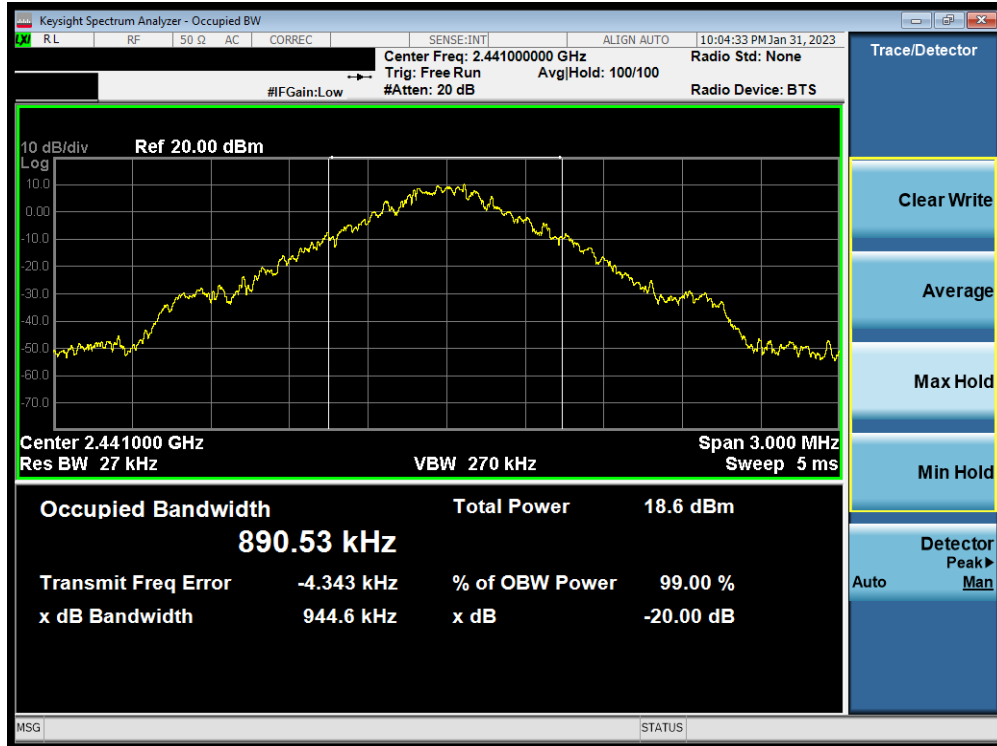 Keysight Spectrum Analyzer - Occupied BW
LXI RL RF 50 Ω AC CORREC SENSE:INT ALIGN AUTO 10:04:33 PM Jan 31, 2023
Center Freq: 2.441000000 GHz Radio Std: None
Trig: Free Run Avg|Hold: 100/100
#IFGain:Low #Atten: 20 dB Radio Device: BTS
10 dB/div Ref 20.00 dBm
Log
10.0
0.00
-10.0
-20.0
-30.0
-40.0
-50.0
-60.0
-70.0
Center 2.441000 GHz Span 3.000 MHz
Res BW 27 kHz VBW 270 kHz Sweep 5 ms
Occupied Bandwidth Total Power 18.6 dBm
890.53 kHz
Transmit Freq Error -4.343 kHz % of OBW Power 99.00 %
x dB Bandwidth 944.6 kHz x dB -20.00 dB
MSG STATUS
Trace/Detector
Clear Write
Average
Max Hold
Min Hold
Detector
Peak▶
Auto Man